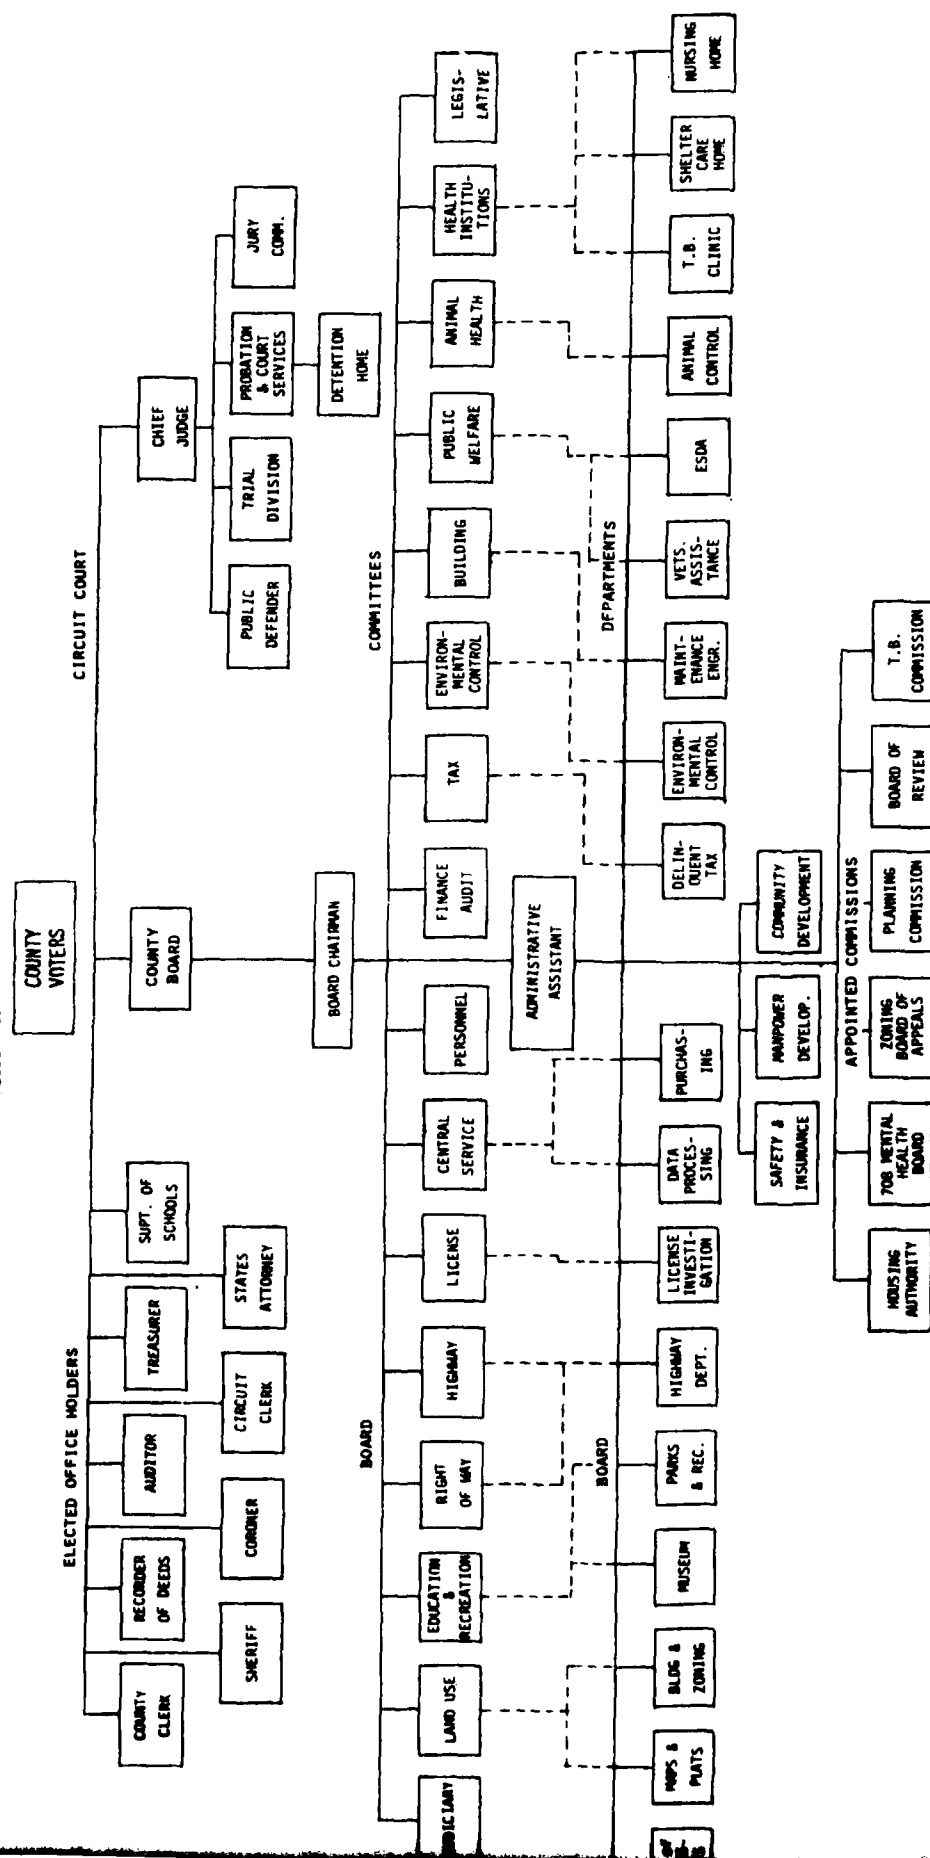 COUNTY
VOTERS
ELECTED OFFICE HOLDERS
CIRCUIT COURT
COUNTY
CLERK
RECORDER
OF DEEDS
AUDITOR
TREASURER
SUPT. OF
SCHOOLS
COUNTY
BOARD
CHIEF
JUDGE
SHERIFF
CORONER
CIRCUIT
CLERK
STATES
ATTORNEY
PUBLIC
DEFENDER
TRIAL
DIVISION
PROBATION
& COURT
SERVICES
JURY
COMM.
BOARD CHAIRMAN
DETENTION
HOME
BOARD
COMMITTEES
LAND USE
EDUCATION
&
RECREATION
RIGHT
OF WAY
HIGHWAY
LICENSE
CENTRAL
SERVICE
PERSONNEL
FINANCE
AUDIT
TAX
ENVIRON-
MENTAL
CONTROL
BUILDING
PUBLIC
WELFARE
ANIMAL
HEALTH
HEALTH
INSTITU-
TIONS
LEGIS-
LATIVE
ADMINISTRATIVE
ASSISTANT
BOARD
DEPARTMENTS
MAPS &
PLATS
BLDG &
ZONING
MUSEUM
PARKS
& REC.
HIGHWAY
DEPT.
LICENSE
INVESTI-
GATION
DATA
PROCES-
SING
PURCHAS-
ING
DELIN-
QUENT
TAX
ENVIRON-
MENTAL
CONTROL
MAINT-
ENANCE
ENGR.
VETS.
ASSIS-
TANCE
ESDA
ANIMAL
CONTROL
T.B.
CLINIC
SHELTER
CARE
HOME
NURSING
HOME
SAFETY &
INSURANCE
MANPOWER
DEVELOP.
COMMUNITY
DEVELOPMENT
APPOINTED COMMISSIONS
HOUSING
AUTHORITY
708 MENTAL
HEALTH
BOARD
ZONING
BOARD OF
APPEALS
PLANNING
COMMISSION
BOARD OF
REVIEW
T.B.
COMMISSION